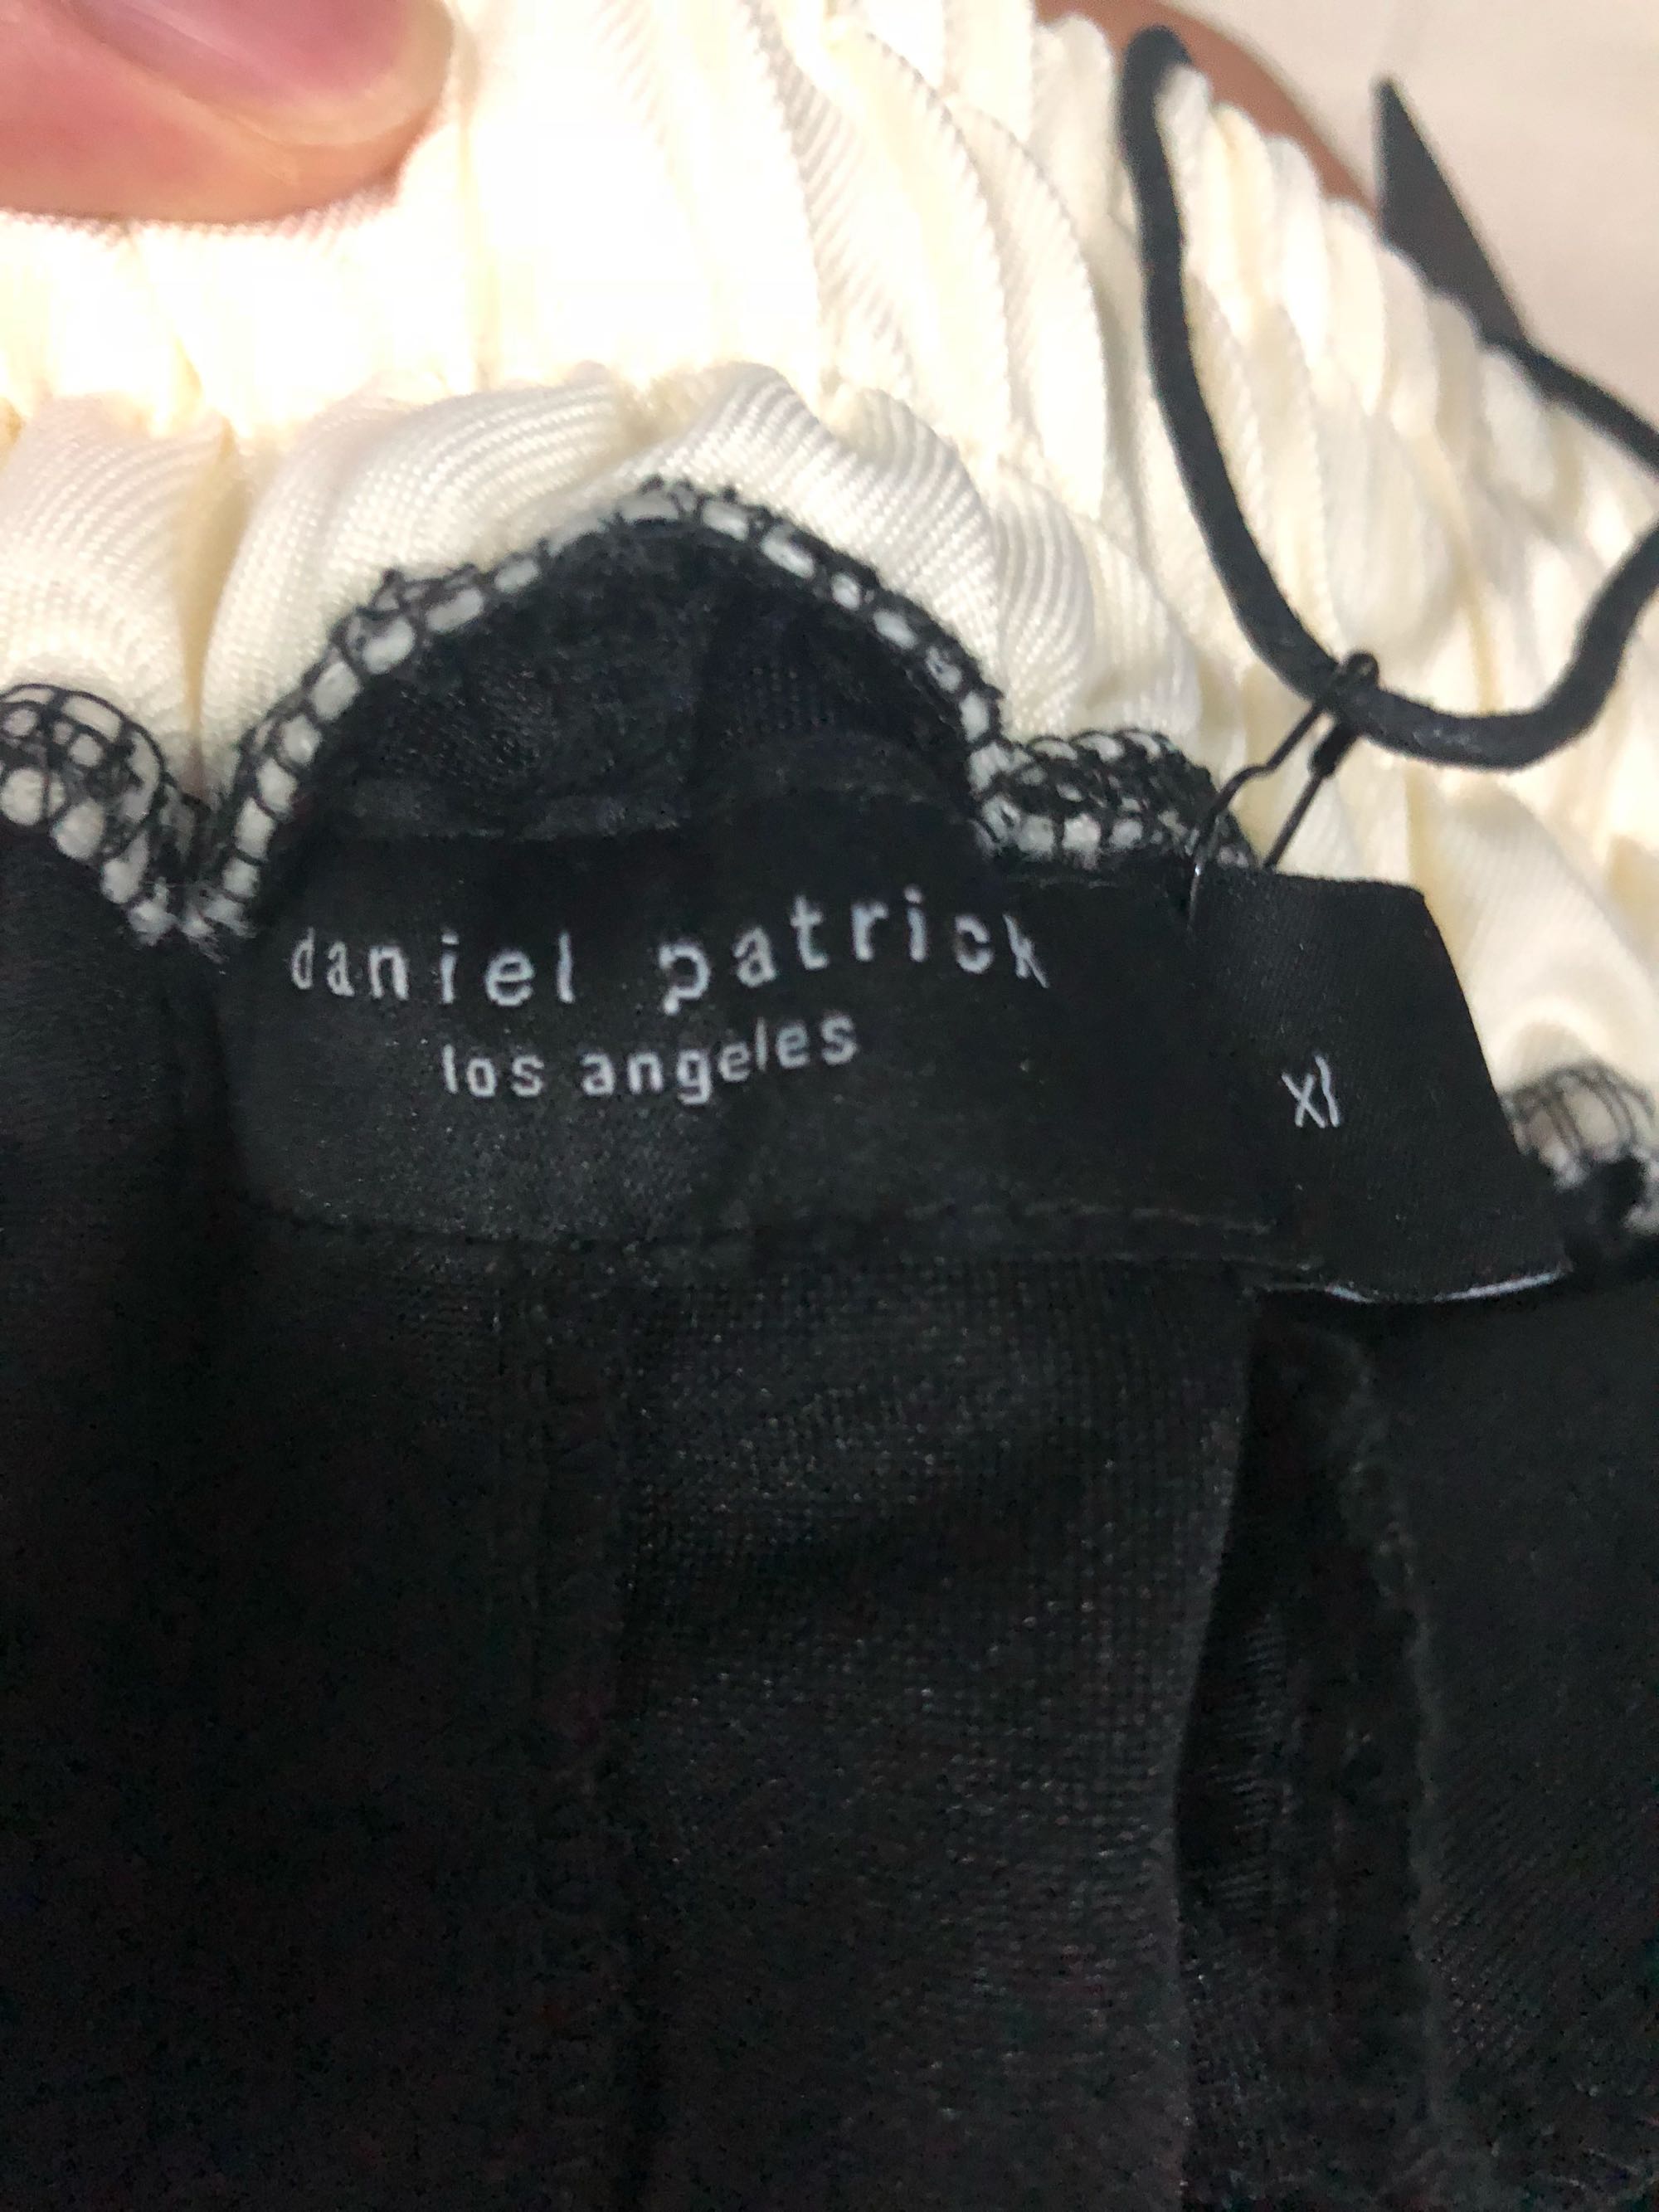 daniel patrick
los angeles
xl